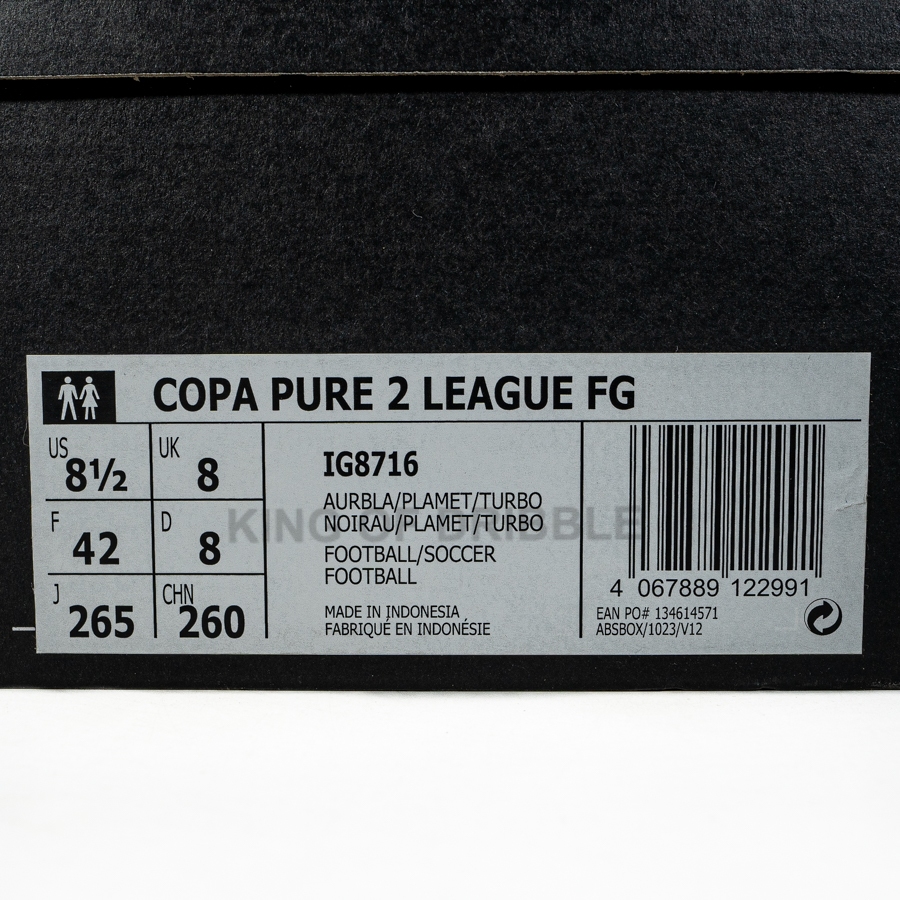 COPA PURE 2 LEAGUE FG
US 8½
UK 8
F 42
D 8
J 265
CHN 260
IG8716
AURBLA/PLAMET/TURBO
NOIRAU/PLAMET/TURBO
FOOTBALL/SOCCER
FOOTBALL
MADE IN INDONESIA
FABRIQUÉ EN INDONÉSIE
4 067889 122991
EAN PO# 134614571
ABSBOX/1023/V12
KING OF DRIBBLE